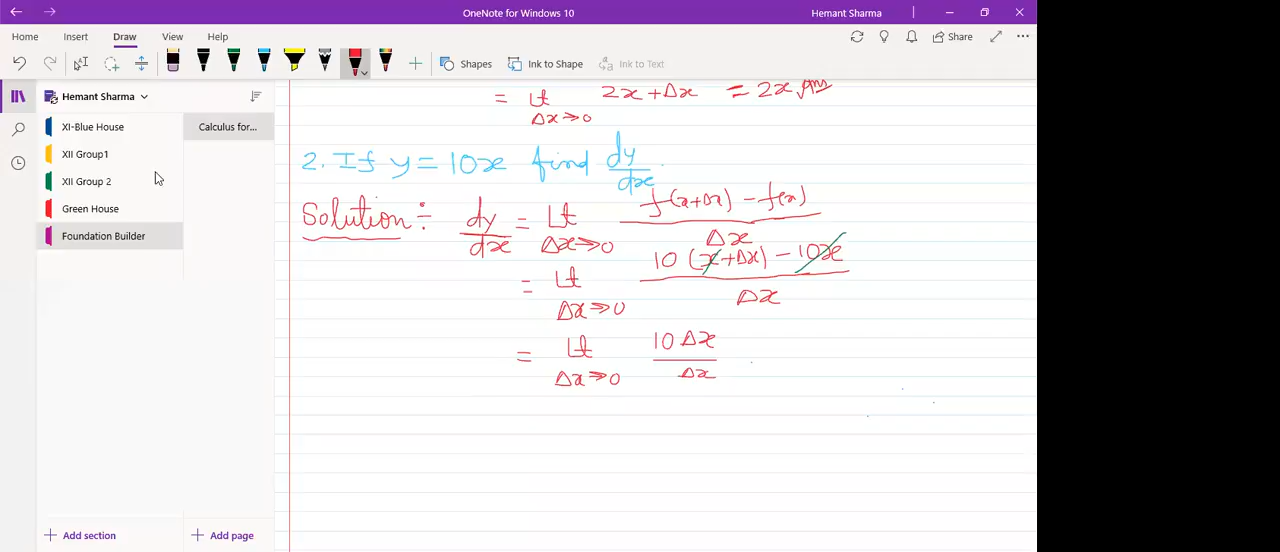 OneNote for Windows 10
Hemant Sharma
Home Insert Draw View Help
Share
Shapes
Ink to Shape
Ink to Text
Hemant Sharma
XI-Blue House
XII Group1
XII Group 2
Green House
Foundation Builder
Calculus for...
Add section
Add page
= Lt Δx→0 2x+Δx = 2x Ans
2. If y = 10x find dy/dx.
Solution :- dy/dx = Lt Δx→0 f(x+Δx) - f(x) / Δx
= Lt Δx→0 10 (x+Δx) - 10x / Δx
= Lt Δx→0 10 Δx / Δx